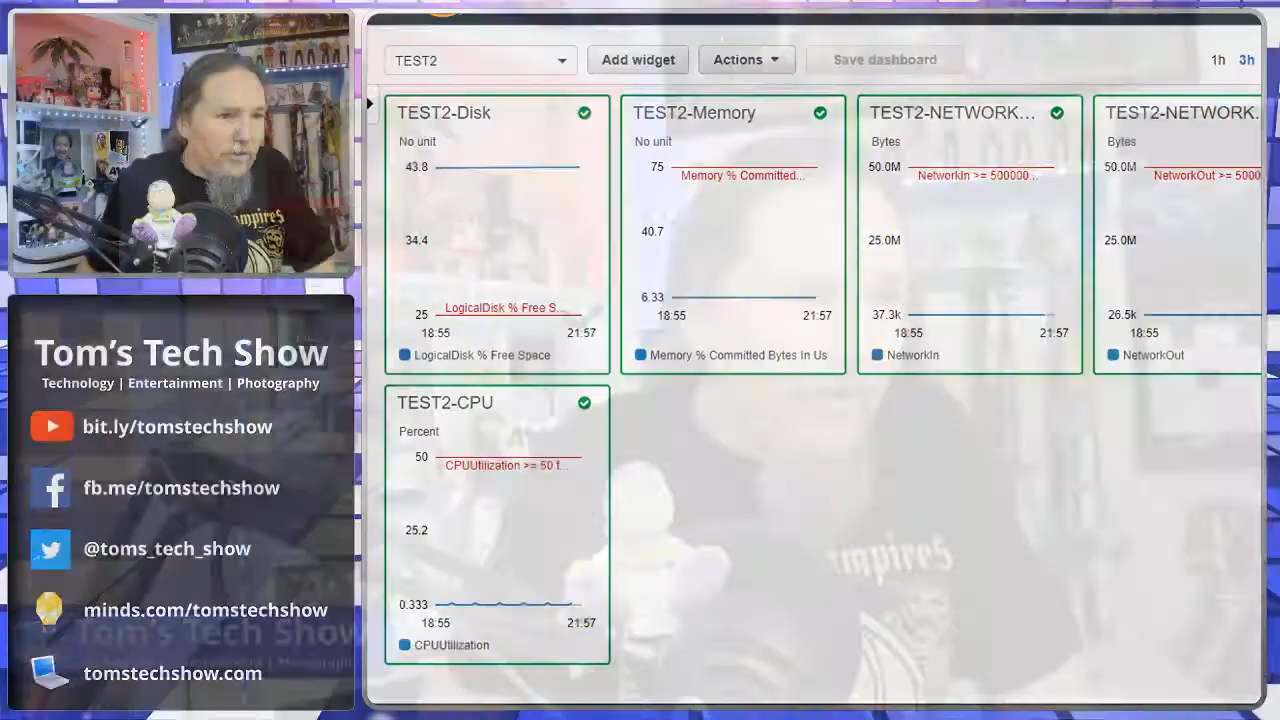 TEST2
Add widget
Actions
Save dashboard
1h
3h
TEST2-Disk
No unit
43.8
34.4
LogicalDisk % Free S...
25
18:55
21:57
LogicalDisk % Free Space
TEST2-Memory
No unit
75
Memory % Committed...
40.7
6.33
18:55
21:57
Memory % Committed Bytes In Us
TEST2-NETWORK...
Bytes
50.0M
NetworkIn >= 500000...
25.0M
37.3k
18:55
21:57
NetworkIn
TEST2-NETWORK.
Bytes
50.0M
NetworkOut >= 5000
25.0M
26.5k
18:55
NetworkOut
TEST2-CPU
Percent
50
CPUUtilization >= 50 f...
25.2
0.333
18:55
21:57
CPUUtilization
Tom's Tech Show
Technology | Entertainment | Photography
bit.ly/tomstechshow
fb.me/tomstechshow
@toms_tech_show
minds.com/tomstechshow
Tom's Tech Show
tomstechshow.com